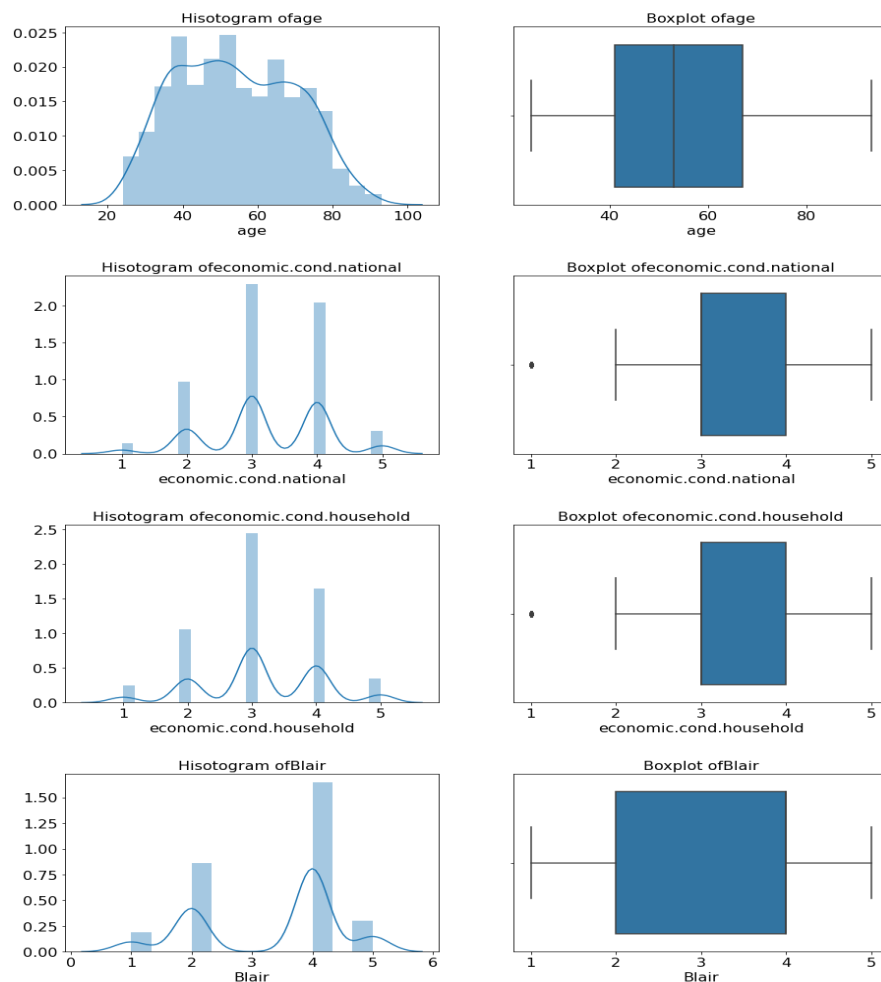 Hisotogram ofage
0.025
0.020
0.015
0.010
0.005
0.000
20 40 60 80 100
age
Boxplot ofage
40 60 80
age
Hisotogram ofeconomic.cond.national
2.0
1.5
1.0
0.5
0.0
1 2 3 4 5
economic.cond.national
Boxplot ofeconomic.cond.national
1 2 3 4 5
economic.cond.national
Hisotogram ofeconomic.cond.household
2.5
2.0
1.5
1.0
0.5
0.0
1 2 3 4 5
economic.cond.household
Boxplot ofeconomic.cond.household
1 2 3 4 5
economic.cond.household
Hisotogram ofBlair
1.50
1.25
1.00
0.75
0.50
0.25
0.00
0 1 2 3 4 5 6
Blair
Boxplot ofBlair
1 2 3 4 5
Blair